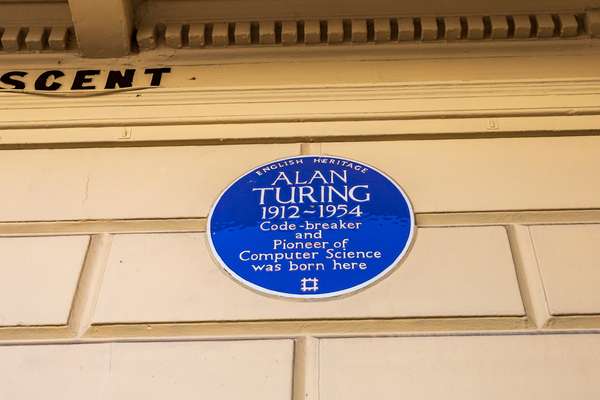 SCENT
ENGLISH HERITAGE
ALAN
TURING
1912~1954
Code-breaker
and
Pioneer of
Computer Science
was born here